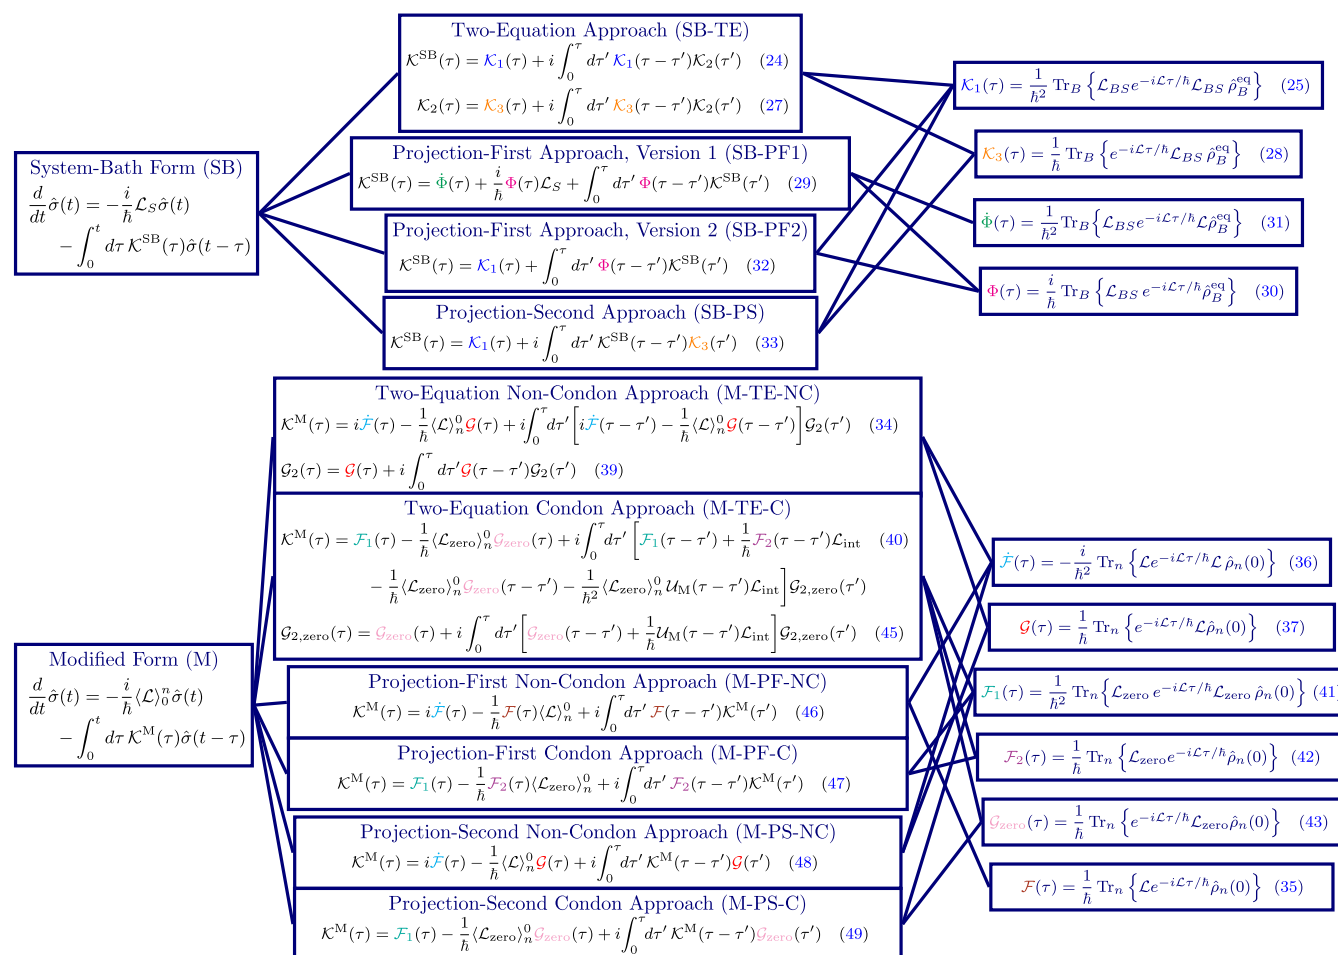 System-Bath Form (SB)
d/dt σ̂(t) = − i/ℏ ℒ_S σ̂(t)
− ∫_0^t dτ 𝒦^SB(τ)σ̂(t − τ)
Two-Equation Approach (SB-TE)
𝒦^SB(τ) = 𝒦_1(τ) + i ∫_0^τ dτ′ 𝒦_1(τ − τ′)𝒦_2(τ′) (24)
𝒦_2(τ) = 𝒦_3(τ) + i ∫_0^τ dτ′ 𝒦_3(τ − τ′)𝒦_2(τ′) (27)
Projection-First Approach, Version 1 (SB-PF1)
𝒦^SB(τ) = Φ̇(τ) + i/ℏ Φ(τ)ℒ_S + ∫_0^τ dτ′ Φ(τ − τ′)𝒦^SB(τ′) (29)
Projection-First Approach, Version 2 (SB-PF2)
𝒦^SB(τ) = 𝒦_1(τ) + ∫_0^τ dτ′ Φ(τ − τ′)𝒦^SB(τ′) (32)
Projection-Second Approach (SB-PS)
𝒦^SB(τ) = 𝒦_1(τ) + i ∫_0^τ dτ′ 𝒦^SB(τ − τ′)𝒦_3(τ′) (33)
𝒦_1(τ) = 1/ℏ² Tr_B {ℒ_BS e^{−iℒτ/ℏ} ℒ_BS ρ̂_B^eq} (25)
𝒦_3(τ) = 1/ℏ Tr_B {e^{−iℒτ/ℏ} ℒ_BS ρ̂_B^eq} (28)
Φ̇(τ) = 1/ℏ² Tr_B{ℒ_BS e^{−iℒτ/ℏ} ℒρ̂_B^eq} (31)
Φ(τ) = i/ℏ Tr_B {ℒ_BS e^{−iℒτ/ℏ} ρ̂_B^eq} (30)
Modified Form (M)
d/dt σ̂(t) = − i/ℏ ⟨ℒ⟩_0^n σ̂(t)
− ∫_0^t dτ 𝒦^M(τ)σ̂(t − τ)
Two-Equation Non-Condon Approach (M-TE-NC)
𝒦^M(τ) = iℱ̇(τ) − 1/ℏ ⟨ℒ⟩_n^0 𝒢(τ) + i∫_0^τ dτ′[iℱ̇(τ − τ′) − 1/ℏ ⟨ℒ⟩_n^0 𝒢(τ − τ′)]𝒢_2(τ′) (34)
𝒢_2(τ) = 𝒢(τ) + i ∫_0^τ dτ′𝒢(τ − τ′)𝒢_2(τ′) (39)
Two-Equation Condon Approach (M-TE-C)
𝒦^M(τ) = ℱ_1(τ) − 1/ℏ ⟨ℒ_zero⟩_n^0 𝒢_zero(τ) + i∫_0^τ dτ′ [ℱ_1(τ − τ′) + 1/ℏ ℱ_2(τ − τ′)ℒ_int (40)
− 1/ℏ ⟨ℒ_zero⟩_n^0 𝒢_zero(τ − τ′) − 1/ℏ² ⟨ℒ_zero⟩_n^0 𝒰_M(τ − τ′)ℒ_int]𝒢_{2,zero}(τ′)
𝒢_{2,zero}(τ) = 𝒢_zero(τ) + i ∫_0^τ dτ′[𝒢_zero(τ − τ′) + 1/ℏ 𝒰_M(τ − τ′)ℒ_int]𝒢_{2,zero}(τ′) (45)
Projection-First Non-Condon Approach (M-PF-NC)
𝒦^M(τ) = iℱ̇(τ) − 1/ℏ ℱ(τ)⟨ℒ⟩_n^0 + i∫_0^τ dτ′ ℱ(τ − τ′)𝒦^M(τ′) (46)
Projection-First Condon Approach (M-PF-C)
𝒦^M(τ) = ℱ_1(τ) − 1/ℏ ℱ_2(τ)⟨ℒ_zero⟩_n^0 + i∫_0^τ dτ′ ℱ_2(τ − τ′)𝒦^M(τ′) (47)
Projection-Second Non-Condon Approach (M-PS-NC)
𝒦^M(τ) = iℱ̇(τ) − 1/ℏ ⟨ℒ⟩_n^0 𝒢(τ) + i∫_0^τ dτ′ 𝒦^M(τ − τ′)𝒢(τ′) (48)
Projection-Second Condon Approach (M-PS-C)
𝒦^M(τ) = ℱ_1(τ) − 1/ℏ ⟨ℒ_zero⟩_n^0 𝒢_zero(τ) + i∫_0^τ dτ′ 𝒦^M(τ − τ′)𝒢_zero(τ′) (49)
ℱ̇(τ) = − i/ℏ² Tr_n {ℒe^{−iℒτ/ℏ} ℒ ρ̂_n(0)} (36)
𝒢(τ) = 1/ℏ Tr_n {e^{−iℒτ/ℏ} ℒρ̂_n(0)} (37)
ℱ_1(τ) = 1/ℏ² Tr_n{ℒ_zero e^{−iℒτ/ℏ} ℒ_zero ρ̂_n(0)} (41)
ℱ_2(τ) = 1/ℏ Tr_n {ℒ_zero e^{−iℒτ/ℏ} ρ̂_n(0)} (42)
𝒢_zero(τ) = 1/ℏ Tr_n {e^{−iℒτ/ℏ} ℒ_zero ρ̂_n(0)} (43)
ℱ(τ) = 1/ℏ Tr_n {ℒe^{−iℒτ/ℏ} ρ̂_n(0)} (35)